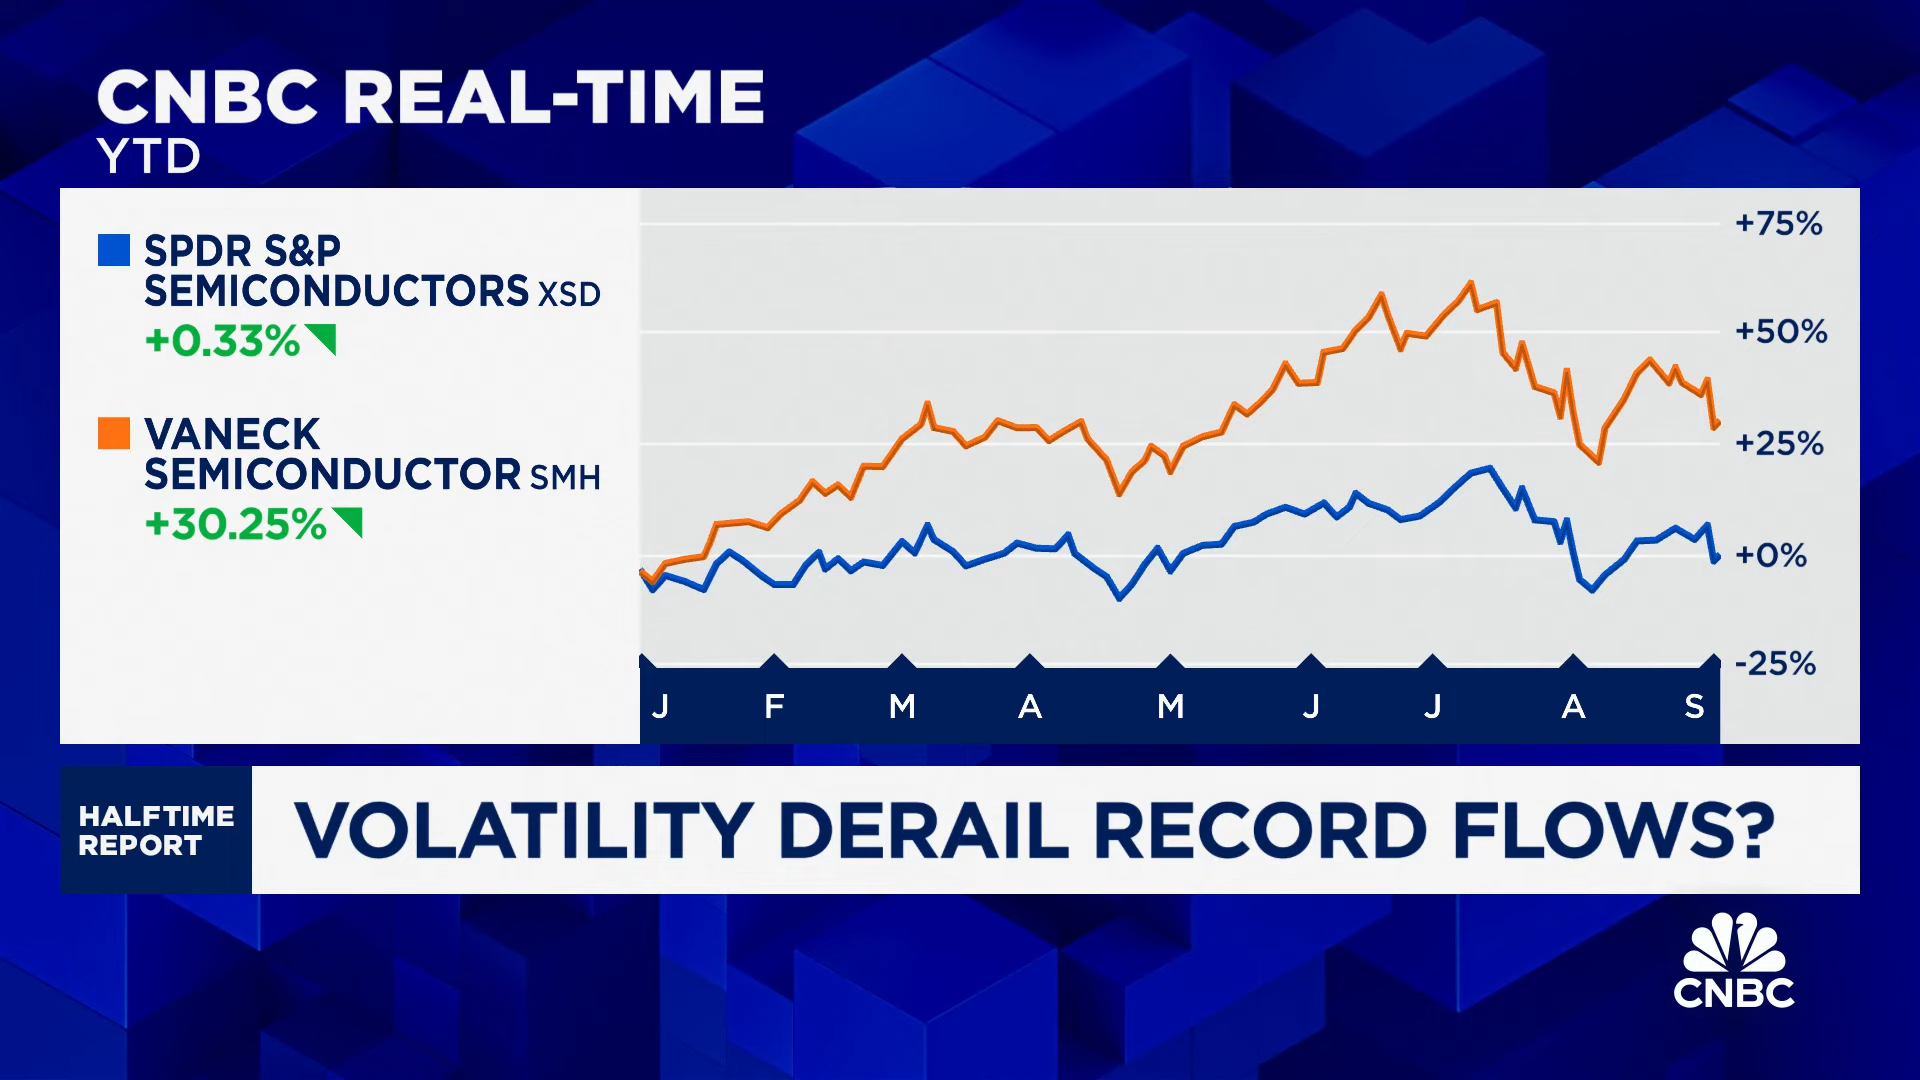 CNBC REAL-TIME
YTD
SPDR S&P
SEMICONDUCTORS XSD
+0.33%
VANECK
SEMICONDUCTOR SMH
+30.25%
+75%
+50%
+25%
+0%
-25%
J F M A M J J A S
HALFTIME
REPORT
VOLATILITY DERAIL RECORD FLOWS?
CNBC